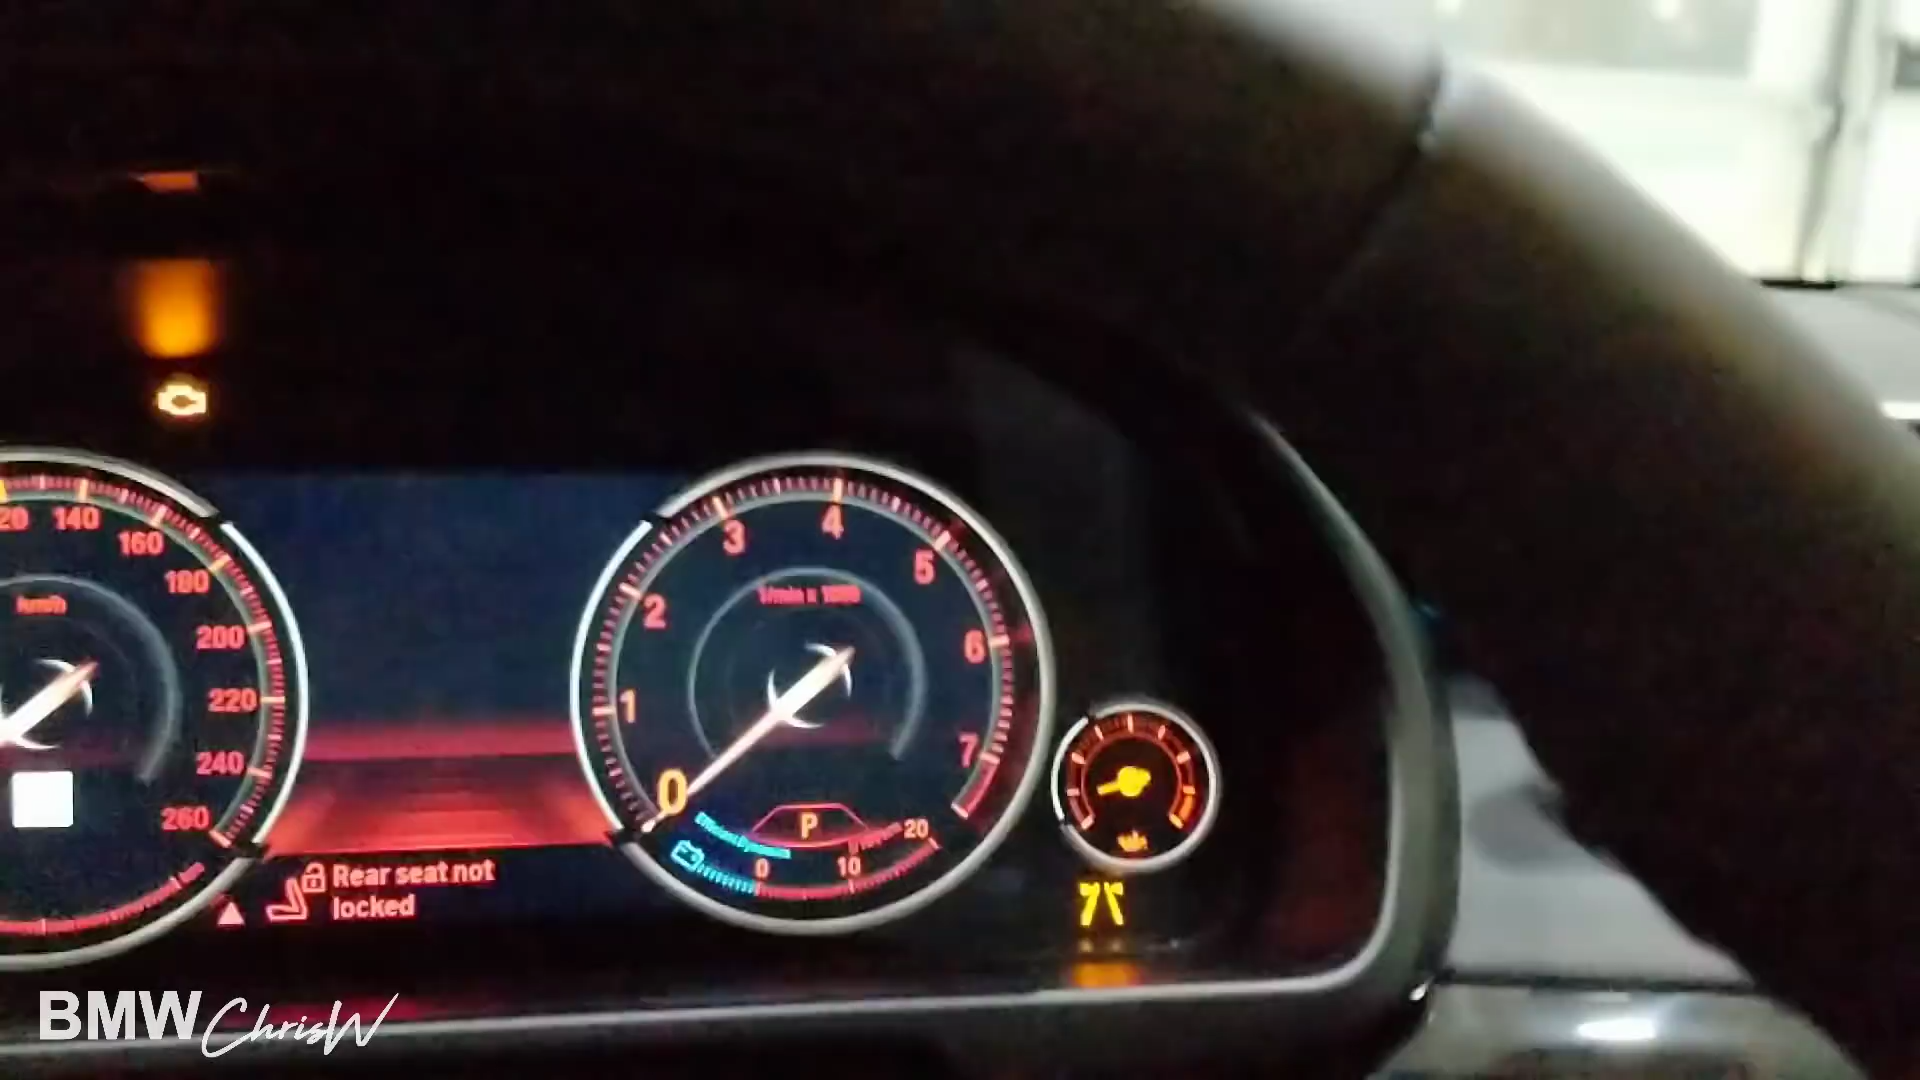 20 140
160
180
200
220
240
260
km/h
3 4
2 5
1/min x 1000
1 6
7
0
P
EfficientDynamics
0 10 20
Rear seat not
locked
BMW ChrisW